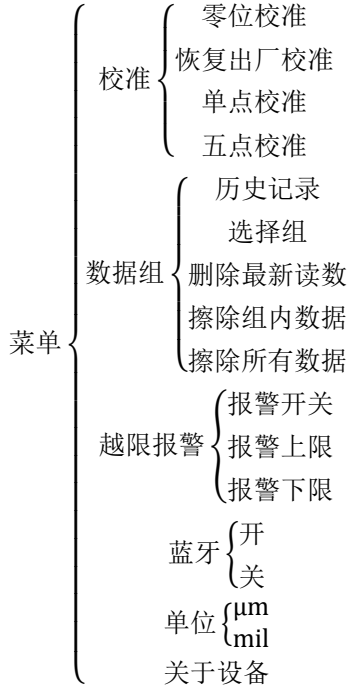 菜单
校准
零位校准
恢复出厂校准
单点校准
五点校准
数据组
历史记录
选择组
删除最新读数
擦除组内数据
擦除所有数据
越限报警
报警开关
报警上限
报警下限
蓝牙
开
关
单位
μm
mil
关于设备